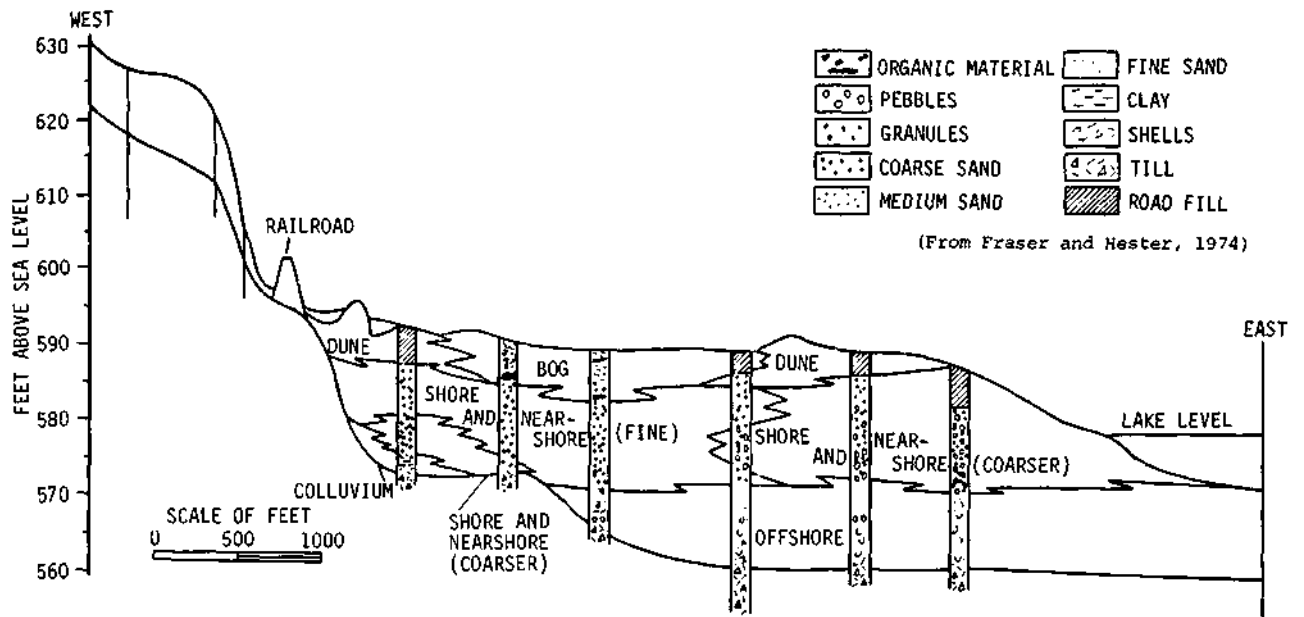 WEST
630
620
610
600
590
580
570
560
FEET ABOVE SEA LEVEL
RAILROAD
ORGANIC MATERIAL
PEBBLES
GRANULES
COARSE SAND
MEDIUM SAND
FINE SAND
CLAY
SHELLS
TILL
ROAD FILL
(From Fraser and Hester, 1974)
EAST
DUNE
BOG
DUNE
SHORE
AND
NEAR-
SHORE
(FINE)
SHORE
AND
NEAR-
SHORE
(COARSER)
LAKE LEVEL
COLLUVIUM
SHORE AND
NEARSHORE
(COARSER)
OFFSHORE
SCALE OF FEET
0 500 1000